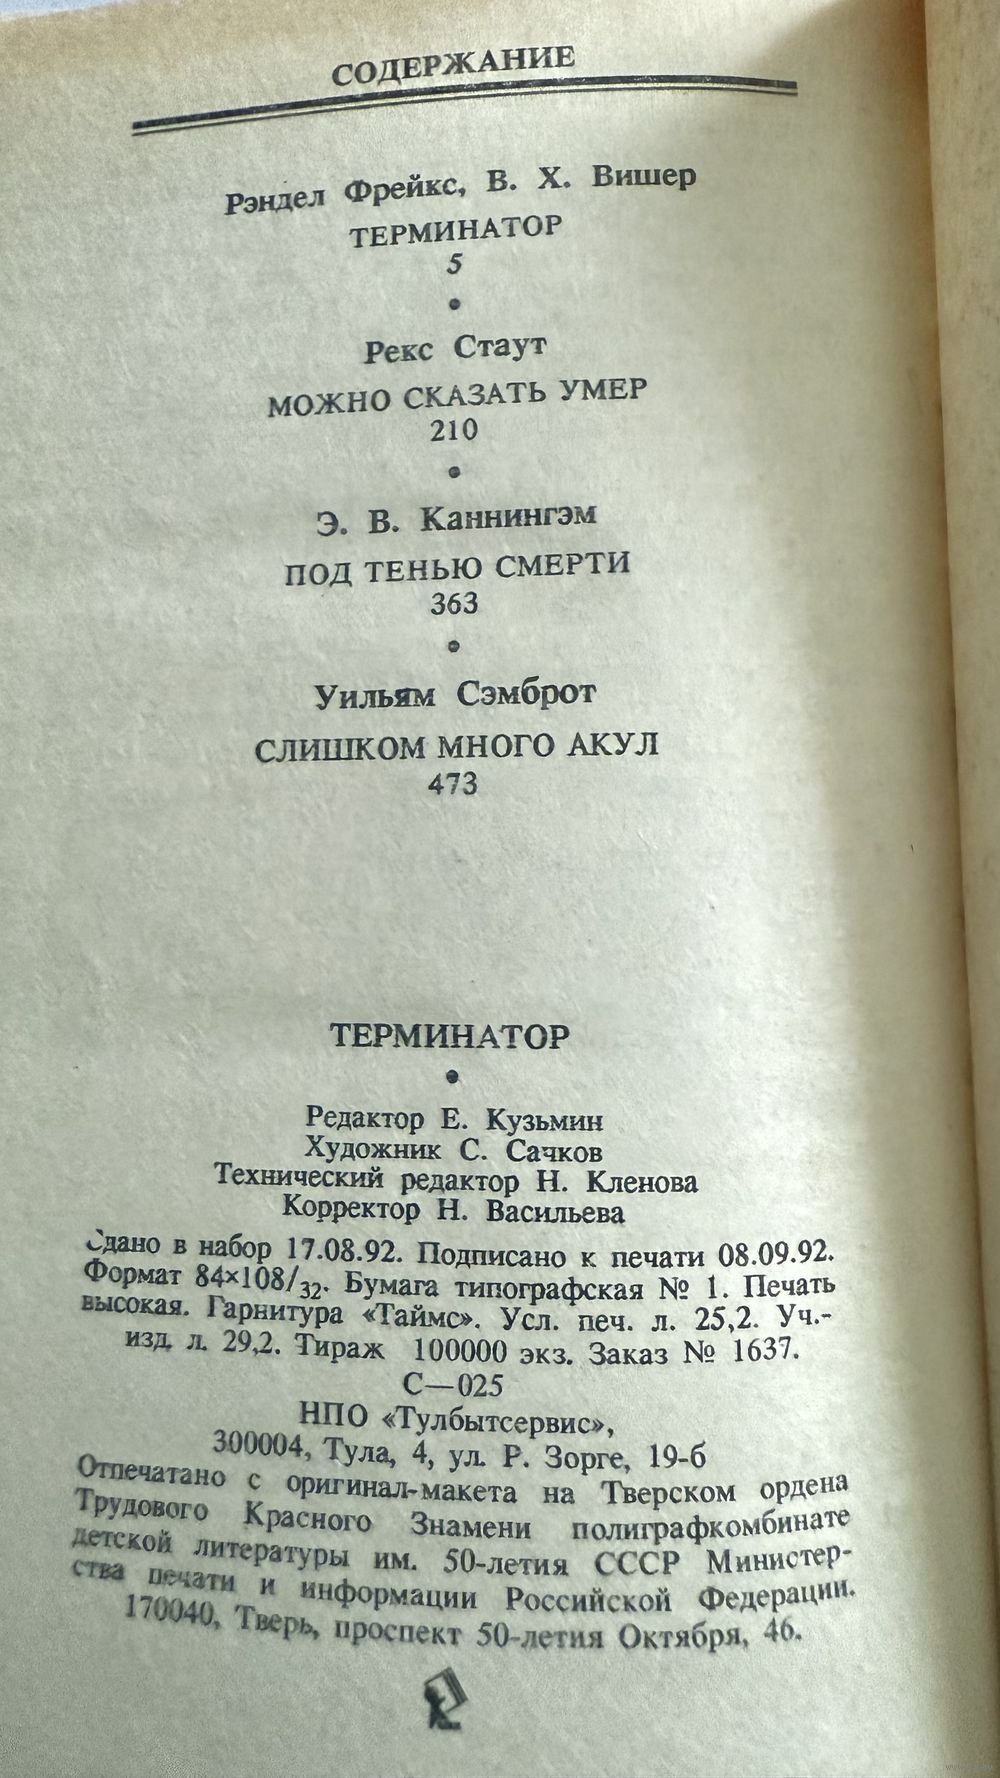 СОДЕРЖАНИЕ
Рэндел Фрейкс, В. Х. Вишер
ТЕРМИНАТОР
5
•
Рекс Стаут
МОЖНО СКАЗАТЬ УМЕР
210
•
Э. В. Каннингэм
ПОД ТЕНЬЮ СМЕРТИ
363
•
Уильям Сэмброт
СЛИШКОМ МНОГО АКУЛ
473
ТЕРМИНАТОР
•
Редактор Е. Кузьмин
Художник С. Сачков
Технический редактор Н. Кленова
Корректор Н. Васильева
Сдано в набор 17.08.92. Подписано к печати 08.09.92.
Формат 84×108/32. Бумага типографская № 1. Печать
высокая. Гарнитура «Таймс». Усл. печ. л. 25,2. Уч.-
изд. л. 29,2. Тираж 100000 экз. Заказ № 1637.
С—025
НПО «Тулбытсервис»,
300004, Тула, 4, ул. Р. Зорге, 19-б
Отпечатано с оригинал-макета на Тверском ордена
Трудового Красного Знамени полиграфкомбинате
детской литературы им. 50-летия СССР Министер-
ства печати и информации Российской Федерации.
170040, Тверь, проспект 50-летия Октября, 46.